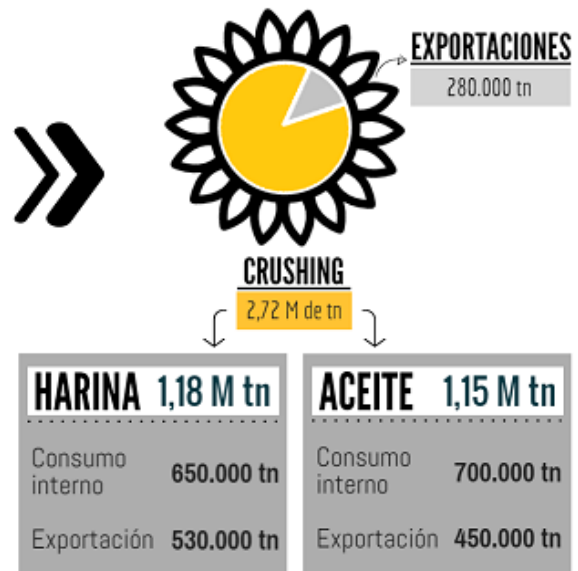 EXPORTACIONES
280.000 tn
CRUSHING
2,72 M de tn
HARINA 1,18 M tn
Consumo
interno
650.000 tn
Exportación 530.000 tn
ACEITE 1,15 M tn
Consumo
interno
700.000 tn
Exportación 450.000 tn